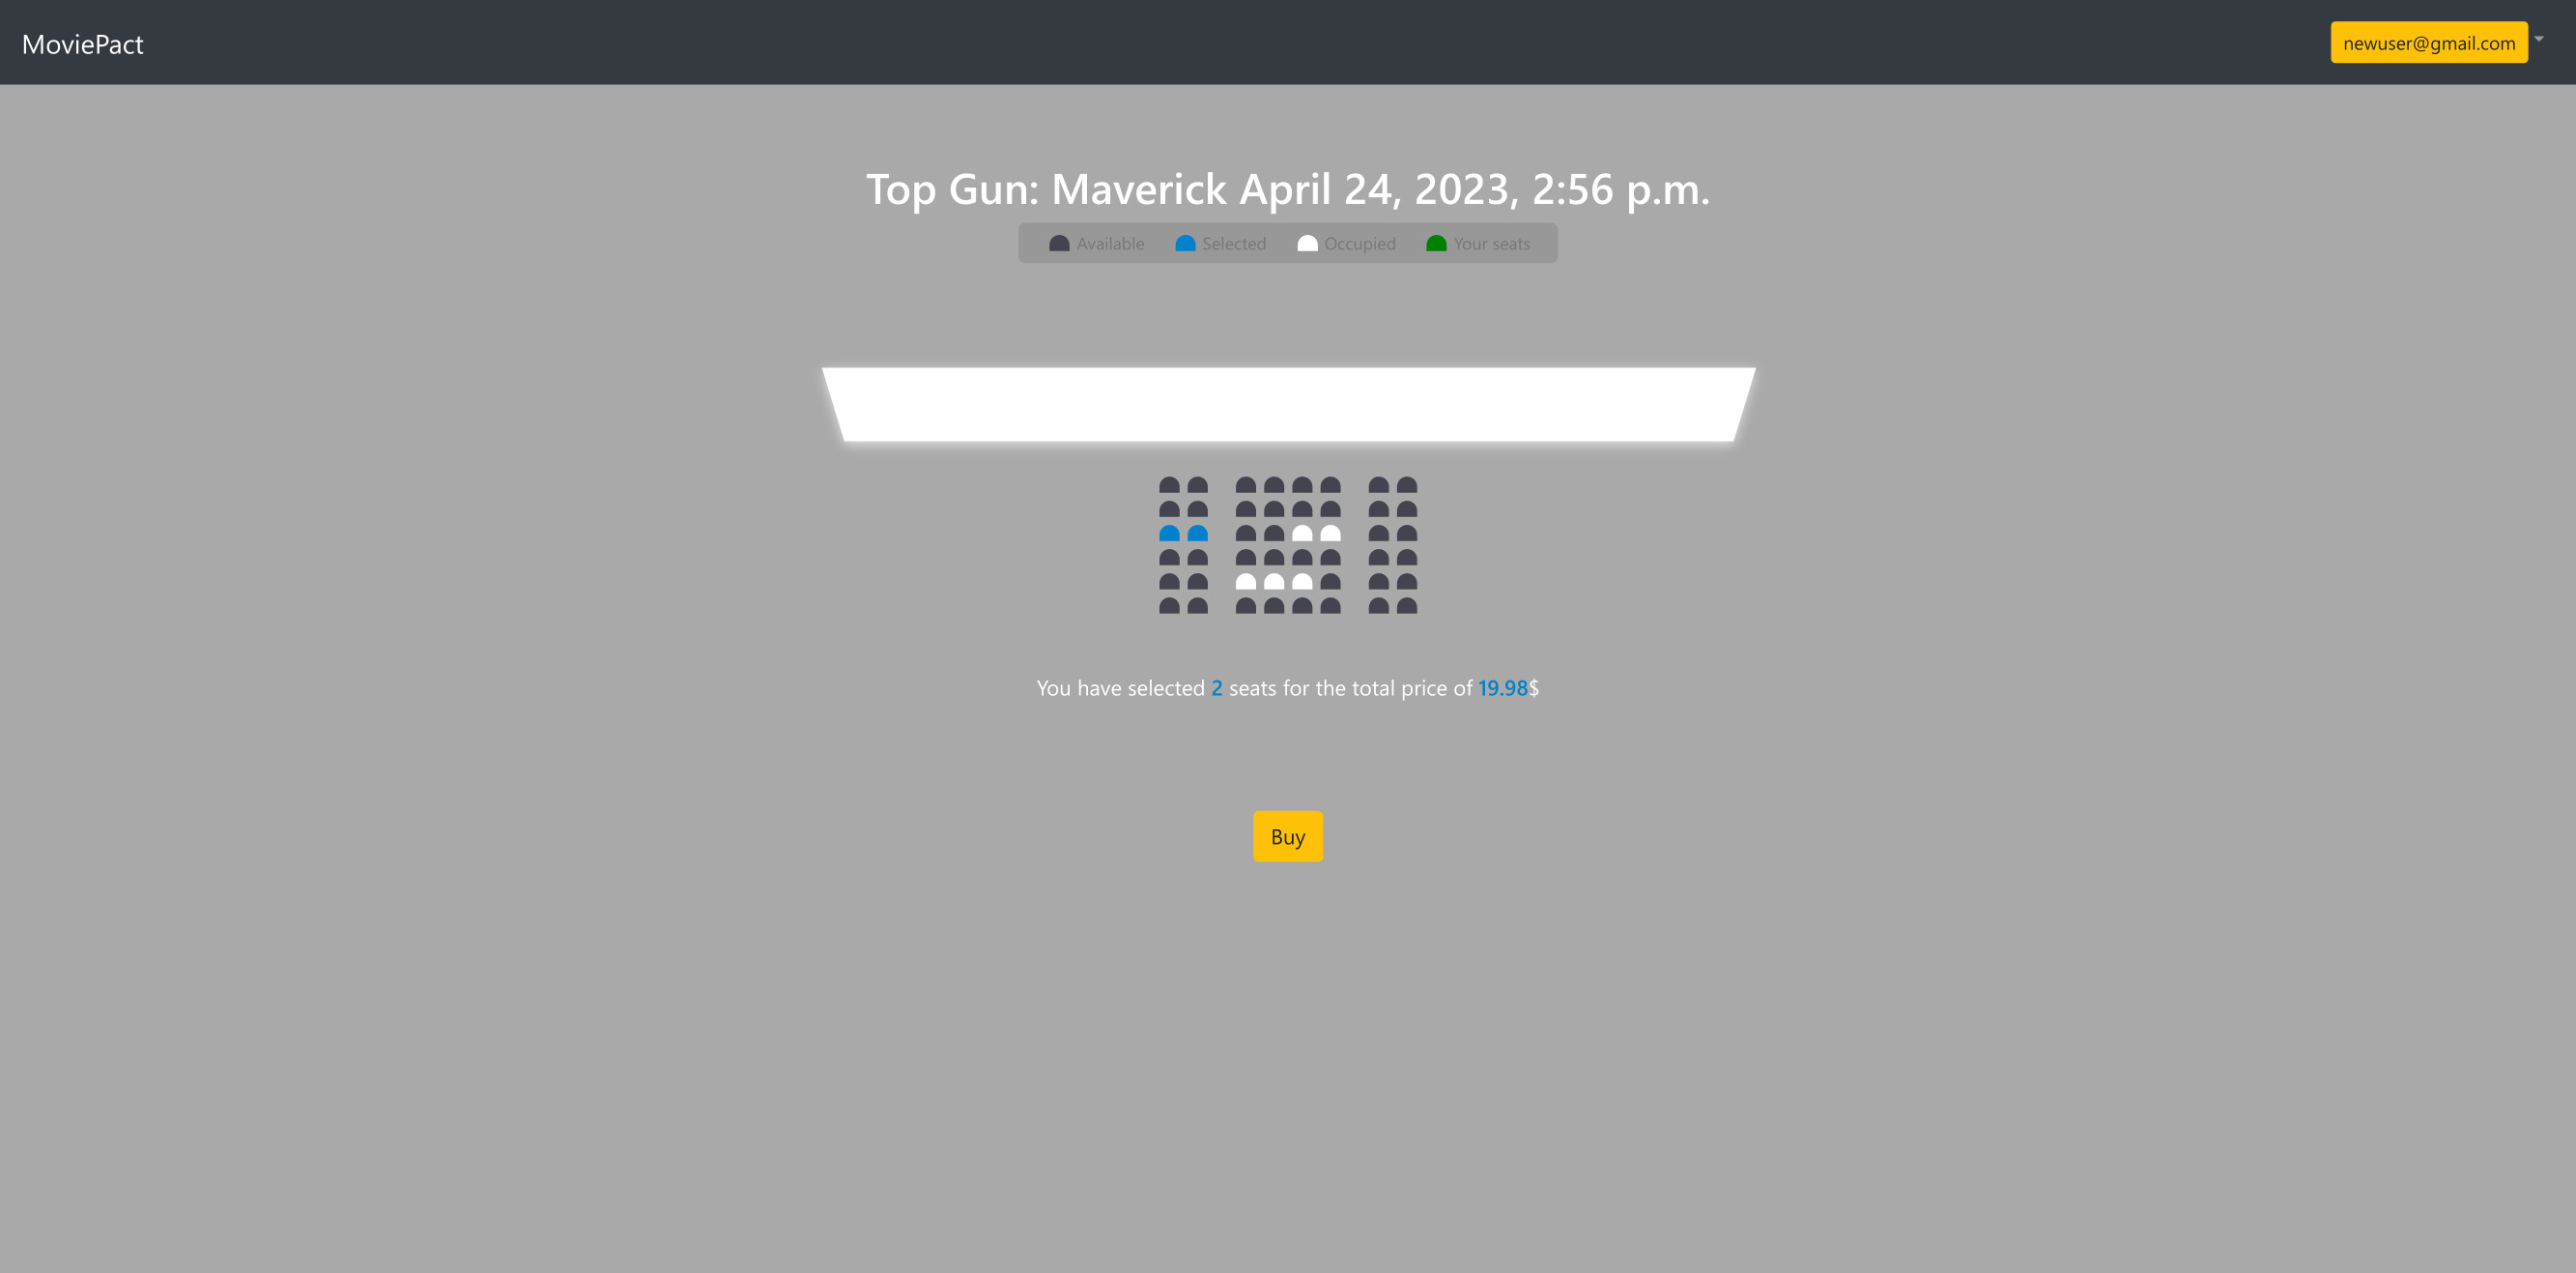 MoviePact
newuser@gmail.com
Top Gun: Maverick April 24, 2023, 2:56 p.m.
Available Selected Occupied Your seats
You have selected 2 seats for the total price of 19.98$
Buy